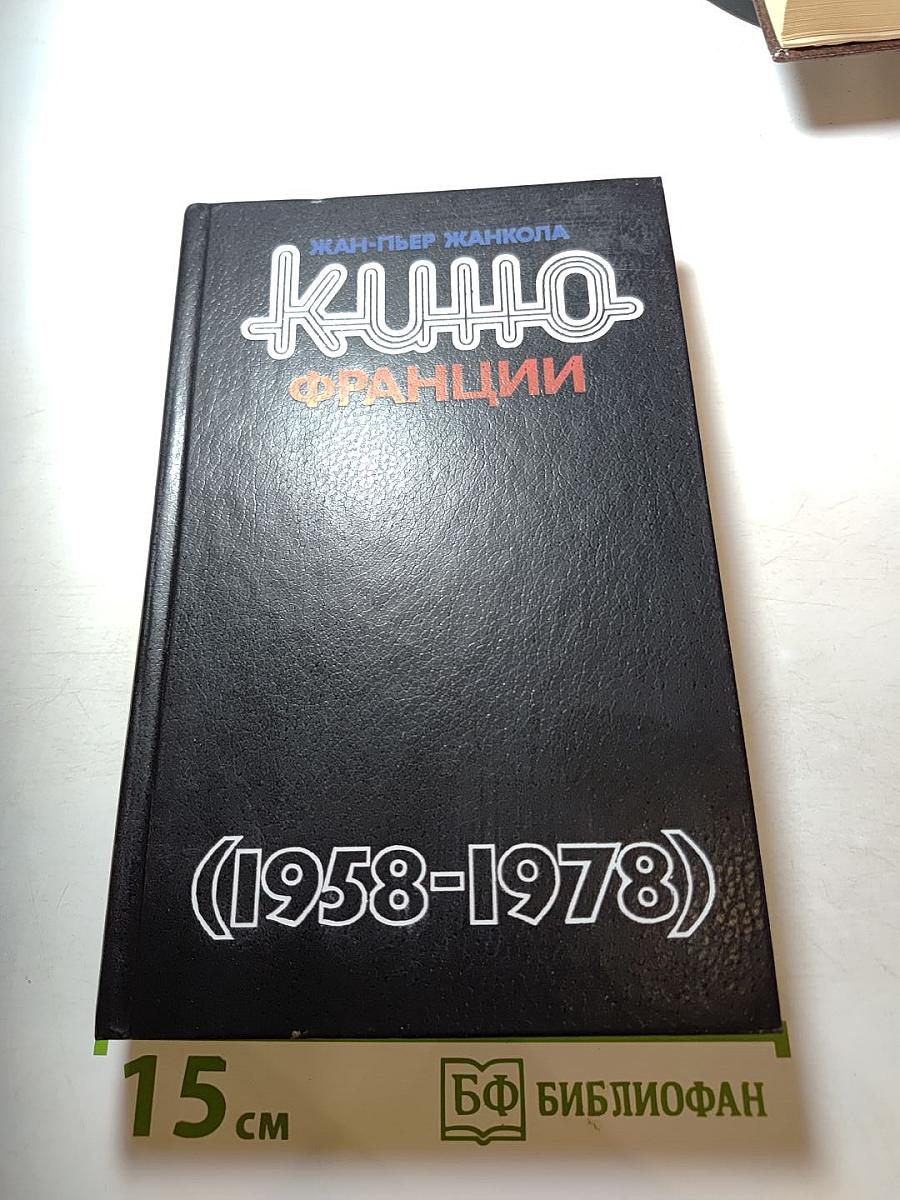 ЖАН-ПЬЕР ЖАНКОЛА
кино
ФРАНЦИИ
(1958-1978)
15 см
БФ БИБЛИОФАН